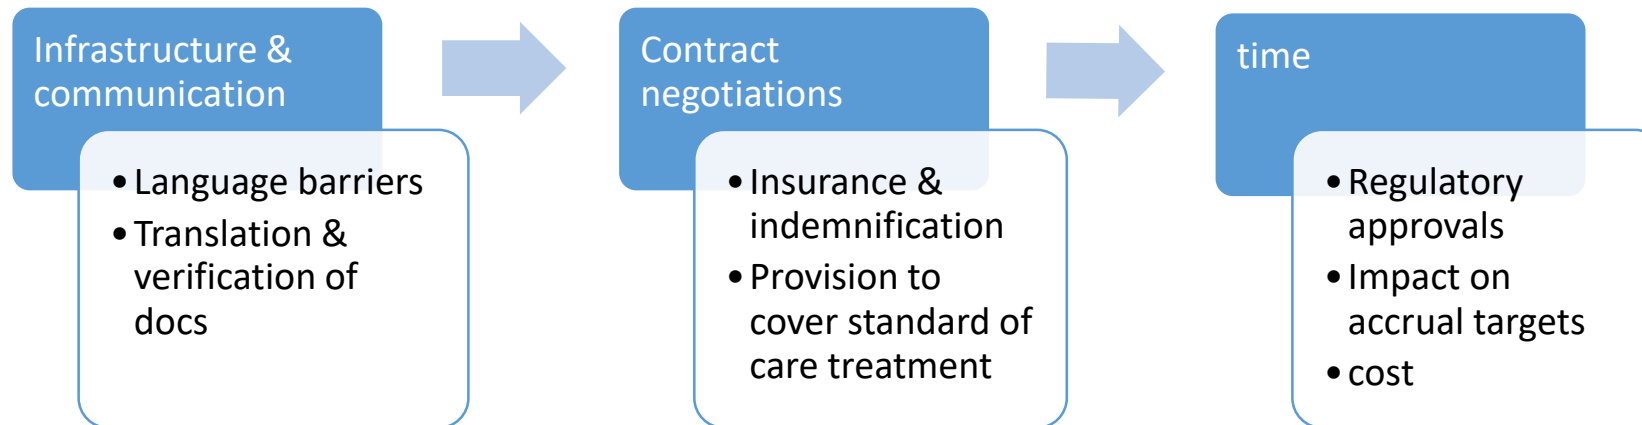 Infrastructure &
communication
• Language barriers
• Translation &
verification of
docs
Contract
negotiations
• Insurance &
indemnification
• Provision to
cover standard of
care treatment
time
• Regulatory
approvals
• Impact on
accrual targets
• cost